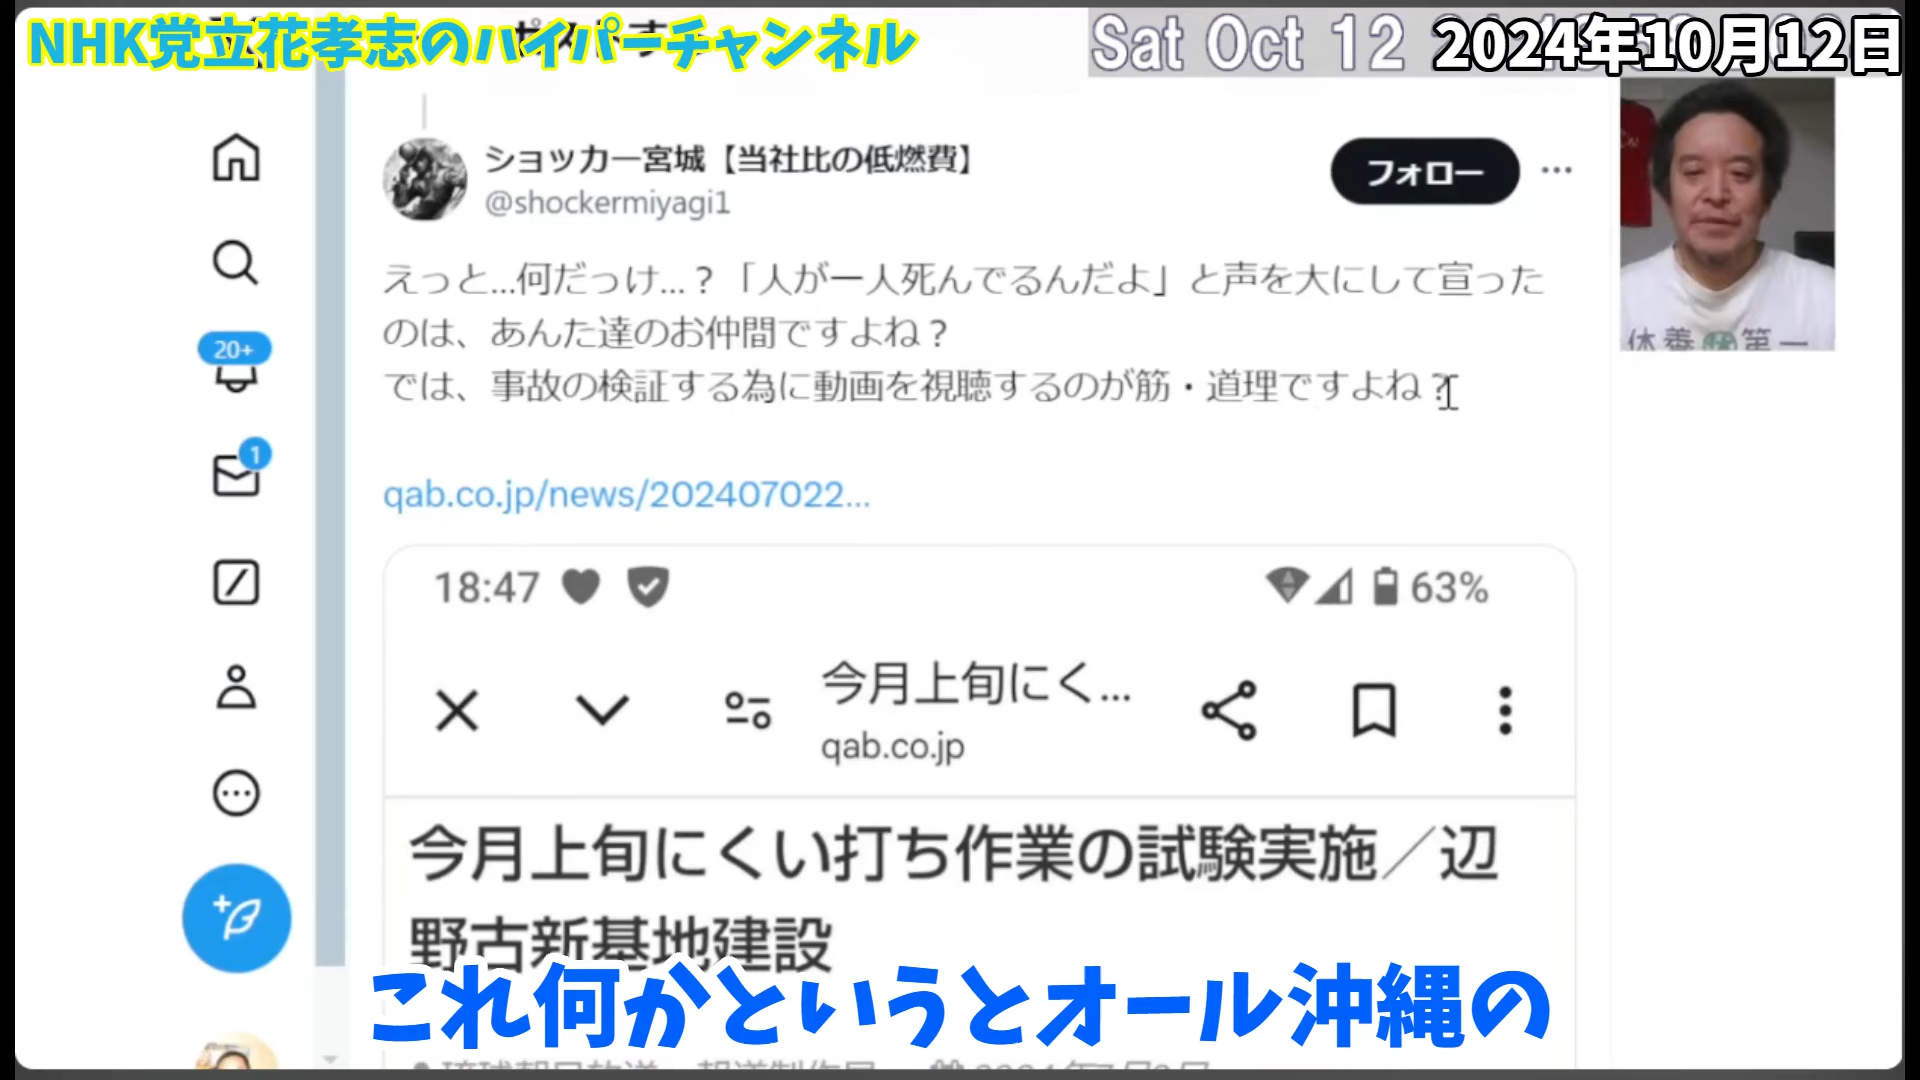 NHK党立花孝志のハイパーチャンネル
Sat Oct 12
2024年10月12日
ショッカー宮城【当社比の低燃費】
フォロー
@shockermiyagi1
えっと...何だっけ...？「人が一人死んでるんだよ」と声を大にして宣った
のは、あんた達のお仲間ですよね？
では、事故の検証する為に動画を視聴するのが筋・道理ですよね？
20+
1
qab.co.jp/news/202407022...
18:47
63%
今月上旬にく...
qab.co.jp
今月上旬にくい打ち作業の試験実施／辺
野古新基地建設
これ何かというとオール沖縄の
休養 第一